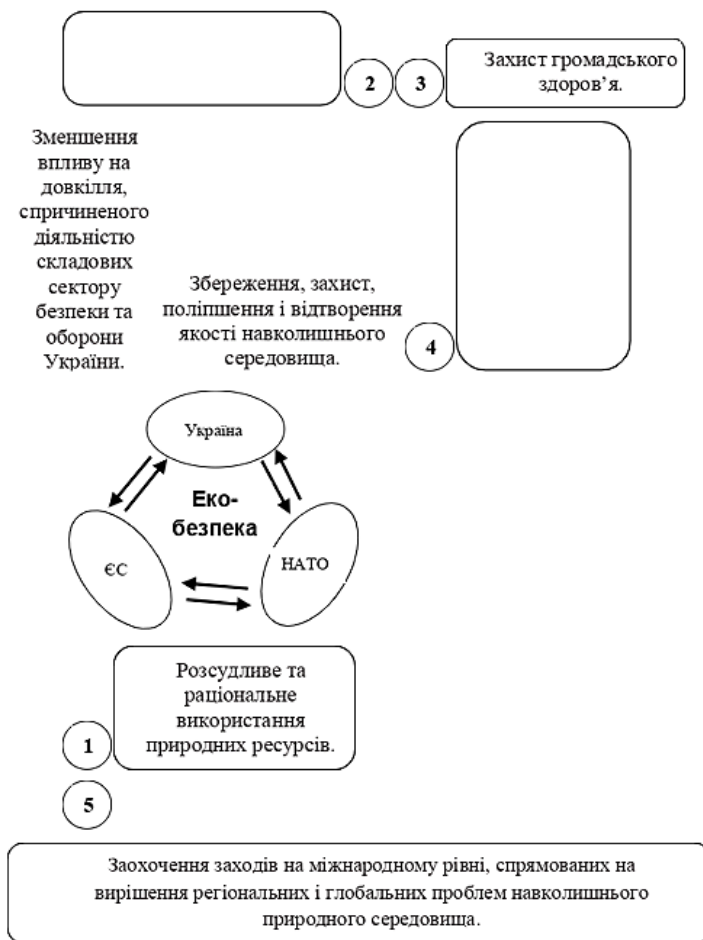 2
3
Захист громадського
здоров’я.
Зменшення
впливу на
довкілля,
спричиненого
діяльністю
складових
сектору
безпеки та
оборони
України.
Збереження, захист,
поліпшення і відтворення
якості навколишнього
середовища.
4
Україна
Еко-
безпека
ЄС
НАТО
Розсудливе та
раціональне
використання
природних ресурсів.
1
5
Заохочення заходів на міжнародному рівні, спрямованих на
вирішення регіональних і глобальних проблем навколишнього
природного середовища.